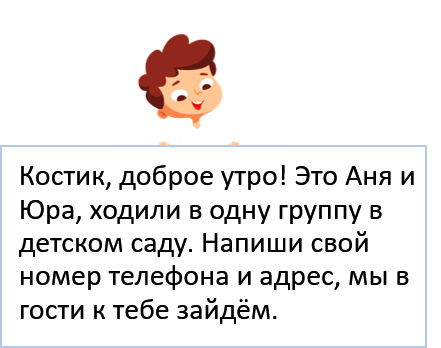 Костик, доброе утро! Это Аня и
Юра, ходили в одну группу в
детском саду. Напиши свой
номер телефона и адрес, мы в
гости к тебе зайдём.